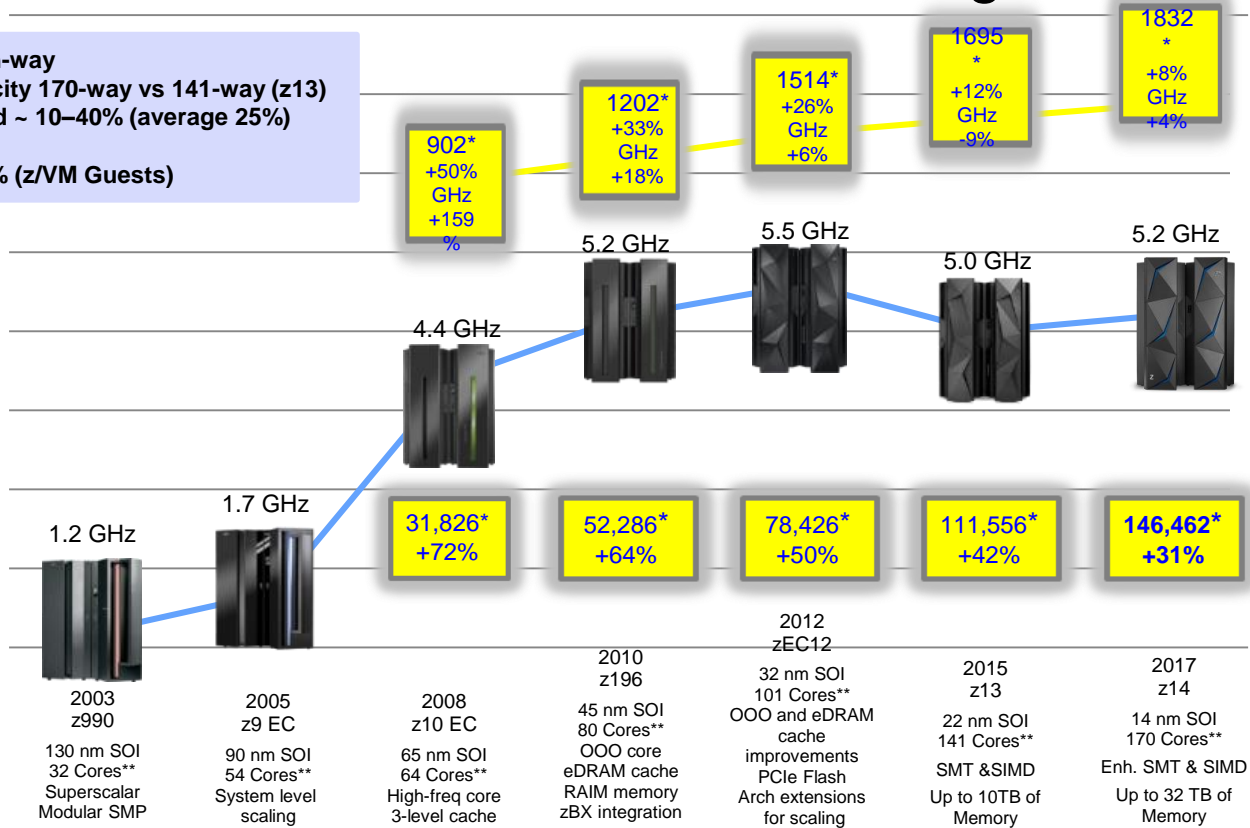 -way
city 170-way vs 141-way (z13)
d ~ 10–40% (average 25%)
% (z/VM Guests)
902*
+50%
GHz
+159
%
1202*
+33%
GHz
+18%
1514*
+26%
GHz
+6%
1695
*
+12%
GHz
-9%
1832
*
+8%
GHz
+4%
1.2 GHz
1.7 GHz
4.4 GHz
5.2 GHz
5.5 GHz
5.0 GHz
5.2 GHz
31,826*
+72%
52,286*
+64%
78,426*
+50%
111,556*
+42%
146,462*
+31%
2003
z990
130 nm SOI
32 Cores**
Superscalar
Modular SMP
2005
z9 EC
90 nm SOI
54 Cores**
System level
scaling
2008
z10 EC
65 nm SOI
64 Cores**
High-freq core
3-level cache
2010
z196
45 nm SOI
80 Cores**
OOO core
eDRAM cache
RAIM memory
zBX integration
2012
zEC12
32 nm SOI
101 Cores**
OOO and eDRAM
cache
improvements
PCIe Flash
Arch extensions
for scaling
2015
z13
22 nm SOI
141 Cores**
SMT &SIMD
Up to 10TB of
Memory
2017
z14
14 nm SOI
170 Cores**
Enh. SMT & SIMD
Up to 32 TB of
Memory